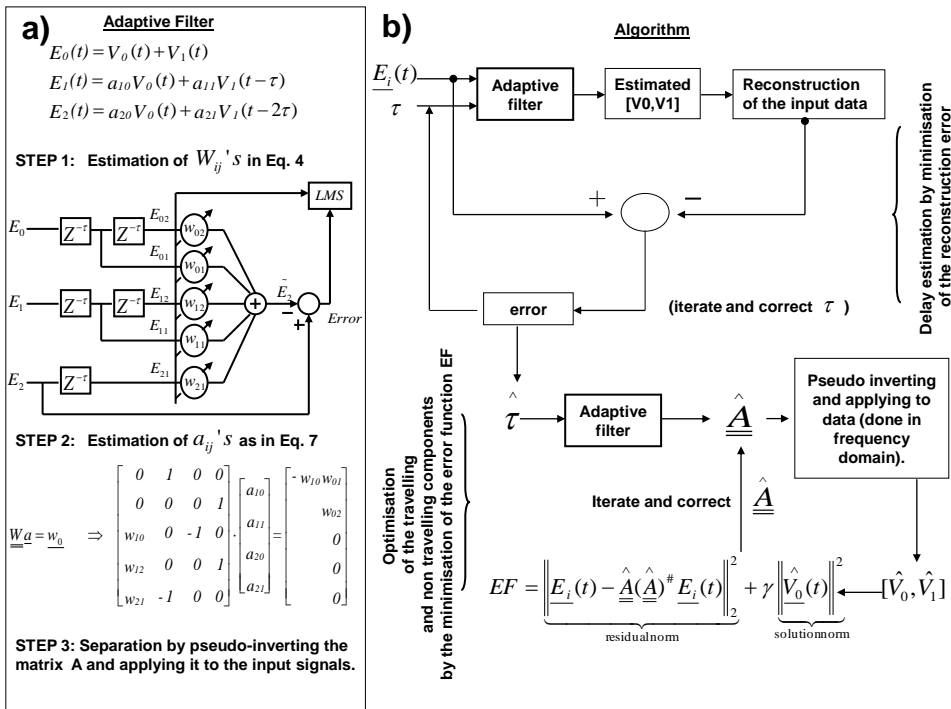 a)
Adaptive Filter
E0(t) = V0(t) + V1(t)
E1(t) = a10V0(t) + a11V1(t-τ)
E2(t) = a20V0(t) + a21V1(t-2τ)
STEP 1: Estimation of Wij's in Eq. 4
LMS
E0
Z-τ
Z-τ
E02
w02
E01
w01
E1
Z-τ
Z-τ
E12
w12
E11
w11
+
Ẽ2
−
+
Error
E2
Z-τ
E21
w21
STEP 2: Estimation of aij's as in Eq. 7
W a = w0 ⇒
0 1 0 0
0 0 0 1
w10 0 -1 0
w12 0 0 1
w21 -1 0 0
.
a10
a11
a20
a21
=
- w10w01
w02
0
0
0
STEP 3: Separation by pseudo-inverting the
matrix A and applying it to the input signals.
b)
Algorithm
Ei(t)
τ
Adaptive
filter
Estimated
[V0,V1]
Reconstruction
of the input data
+
−
error
(iterate and correct τ )
Delay estimation by minimisation
of the reconstruction error
τ̂
Adaptive
filter
Â
Pseudo inverting
and applying to
data (done in
frequency
domain).
Iterate and correct Â
Optimisation
of the travelling
and non travelling components
by the minimisation of the error function EF
EF = ‖Ei(t) − Â(Â)# Ei(t)‖22 + γ ‖V̂0(t)‖22
residualnorm
solutionnorm
[V̂0,V̂1]